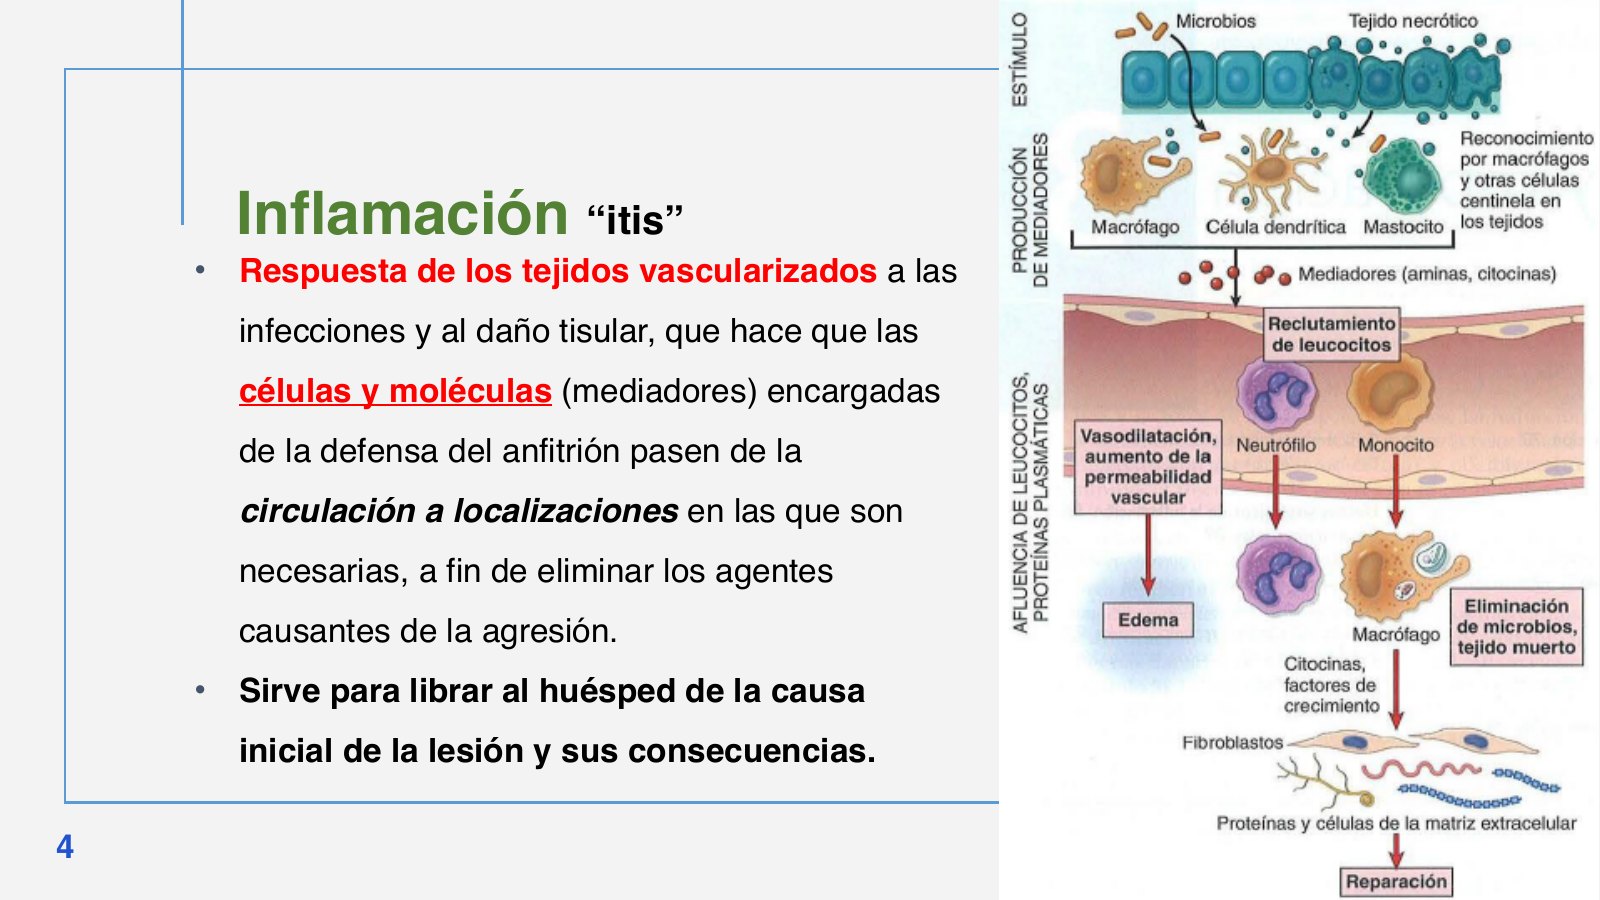 Inflamación “itis”
• Respuesta de los tejidos vascularizados a las
infecciones y al daño tisular, que hace que las
células y moléculas (mediadores) encargadas
de la defensa del anfitrión pasen de la
circulación a localizaciones en las que son
necesarias, a fin de eliminar los agentes
causantes de la agresión.
• Sirve para librar al huésped de la causa
inicial de la lesión y sus consecuencias.
4
ESTÍMULO
Microbios
Tejido necrótico
PRODUCCIÓN
DE MEDIADORES
Reconocimiento
por macrófagos
y otras células
centinela en
los tejidos
Macrófago
Célula dendrítica
Mastocito
Mediadores (aminas, citocinas)
AFLUENCIA DE LEUCOCITOS,
PROTEÍNAS PLASMÁTICAS
Reclutamiento
de leucocitos
Vasodilatación,
aumento de la
permeabilidad
vascular
Neutrófilo
Monocito
Edema
Macrófago
Eliminación
de microbios,
tejido muerto
Citocinas,
factores de
crecimiento
Fibroblastos
Proteínas y células de la matriz extracelular
Reparación